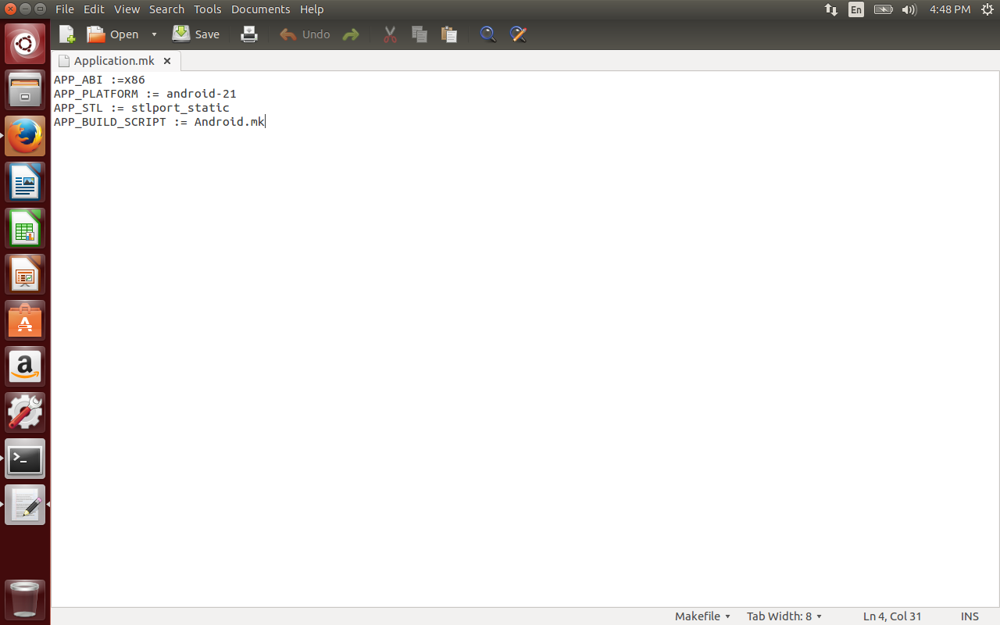 File Edit View Search Tools Documents Help
En
4:48 PM
Open
Save
Undo
Application.mk
APP_ABI :=x86
APP_PLATFORM := android-21
APP_STL := stlport_static
APP_BUILD_SCRIPT := Android.mk
A
a
>_
Makefile
Tab Width: 8
Ln 4, Col 31
INS